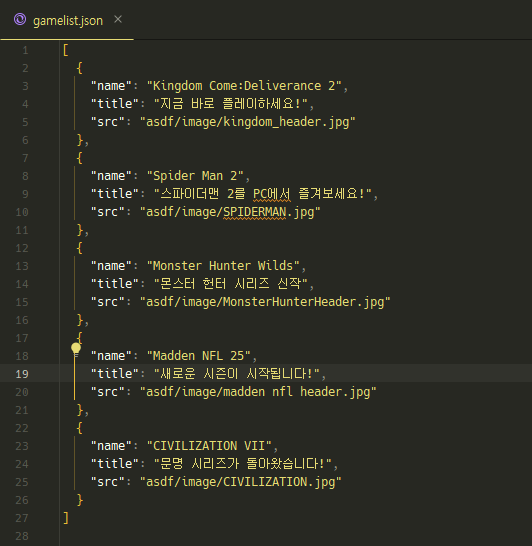 gamelist.json ×
1 [
2 {
3 "name": "Kingdom Come:Deliverance 2",
4 "title": "지금 바로 플레이하세요!",
5 "src": "asdf/image/kingdom_header.jpg"
6 },
7 {
8 "name": "Spider Man 2",
9 "title": "스파이더맨 2를 PC에서 즐겨보세요!",
10 "src": "asdf/image/SPIDERMAN.jpg"
11 },
12 {
13 "name": "Monster Hunter Wilds",
14 "title": "몬스터 헌터 시리즈 신작",
15 "src": "asdf/image/MonsterHunterHeader.jpg"
16 },
17 {
18 "name": "Madden NFL 25",
19 "title": "새로운 시즌이 시작됩니다!",
20 "src": "asdf/image/madden nfl header.jpg"
21 },
22 {
23 "name": "CIVILIZATION VII",
24 "title": "문명 시리즈가 돌아왔습니다!",
25 "src": "asdf/image/CIVILIZATION.jpg"
26 }
27 ]
28